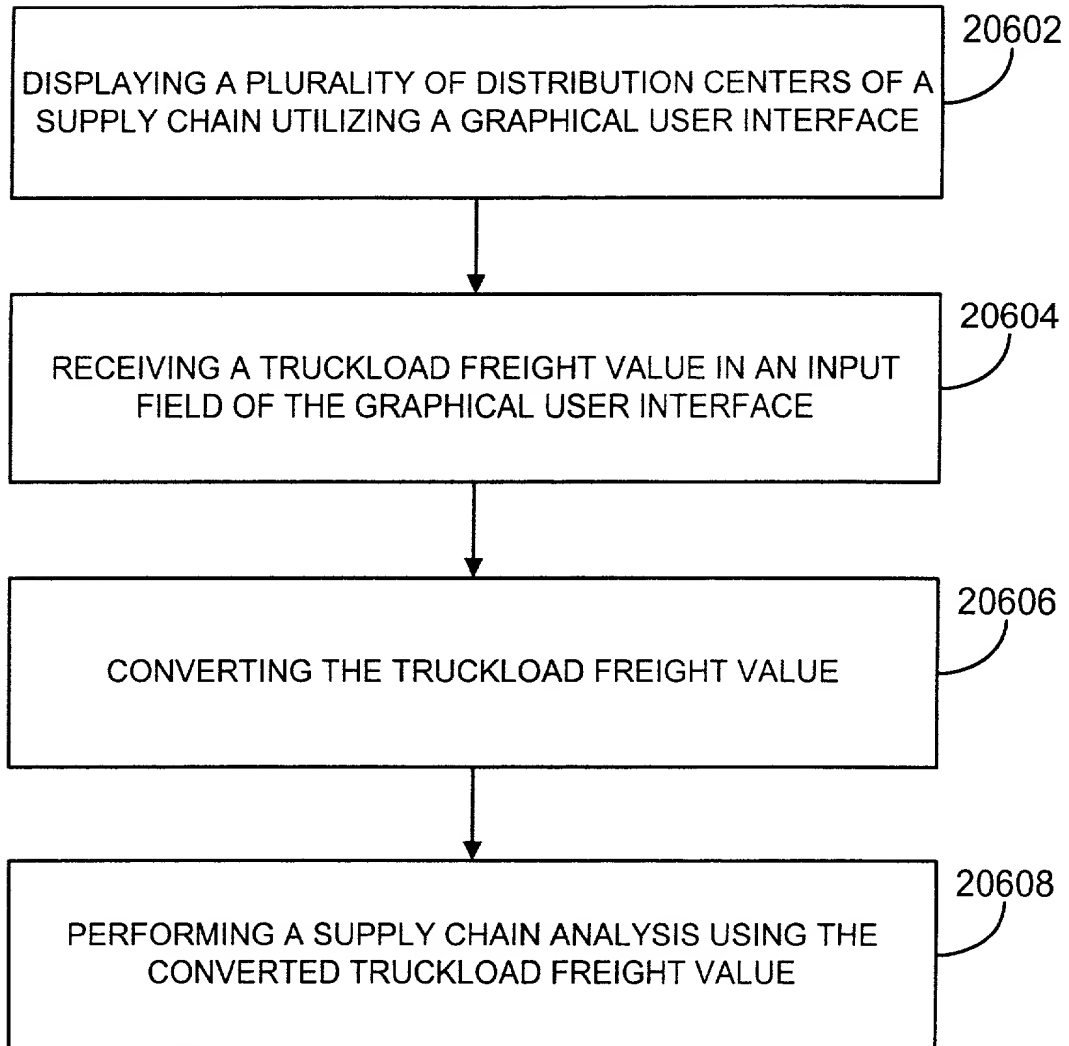 20602
DISPLAYING A PLURALITY OF DISTRIBUTION CENTERS OF A
SUPPLY CHAIN UTILIZING A GRAPHICAL USER INTERFACE
20604
RECEIVING A TRUCKLOAD FREIGHT VALUE IN AN INPUT
FIELD OF THE GRAPHICAL USER INTERFACE
20606
CONVERTING THE TRUCKLOAD FREIGHT VALUE
20608
PERFORMING A SUPPLY CHAIN ANALYSIS USING THE
CONVERTED TRUCKLOAD FREIGHT VALUE